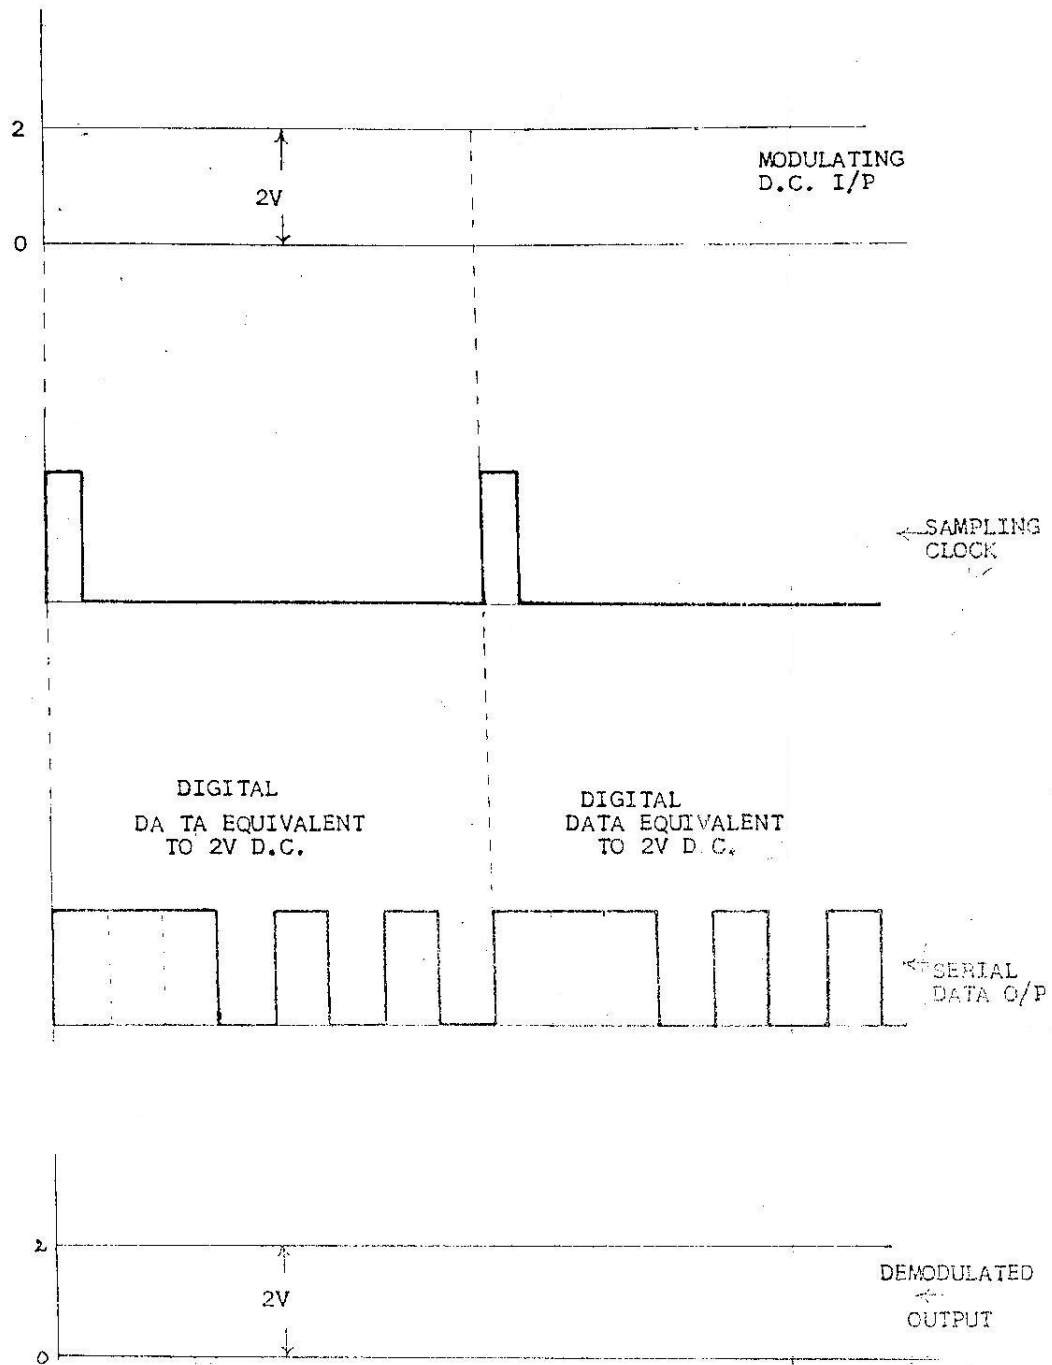 2
MODULATING
D.C. I/P
2V
0
SAMPLING
CLOCK
DIGITAL
DA TA EQUIVALENT
TO 2V D.C.
DIGITAL
DATA EQUIVALENT
TO 2V D.C.
SERIAL
DATA O/P
2
DEMODULATED
2V
OUTPUT
0